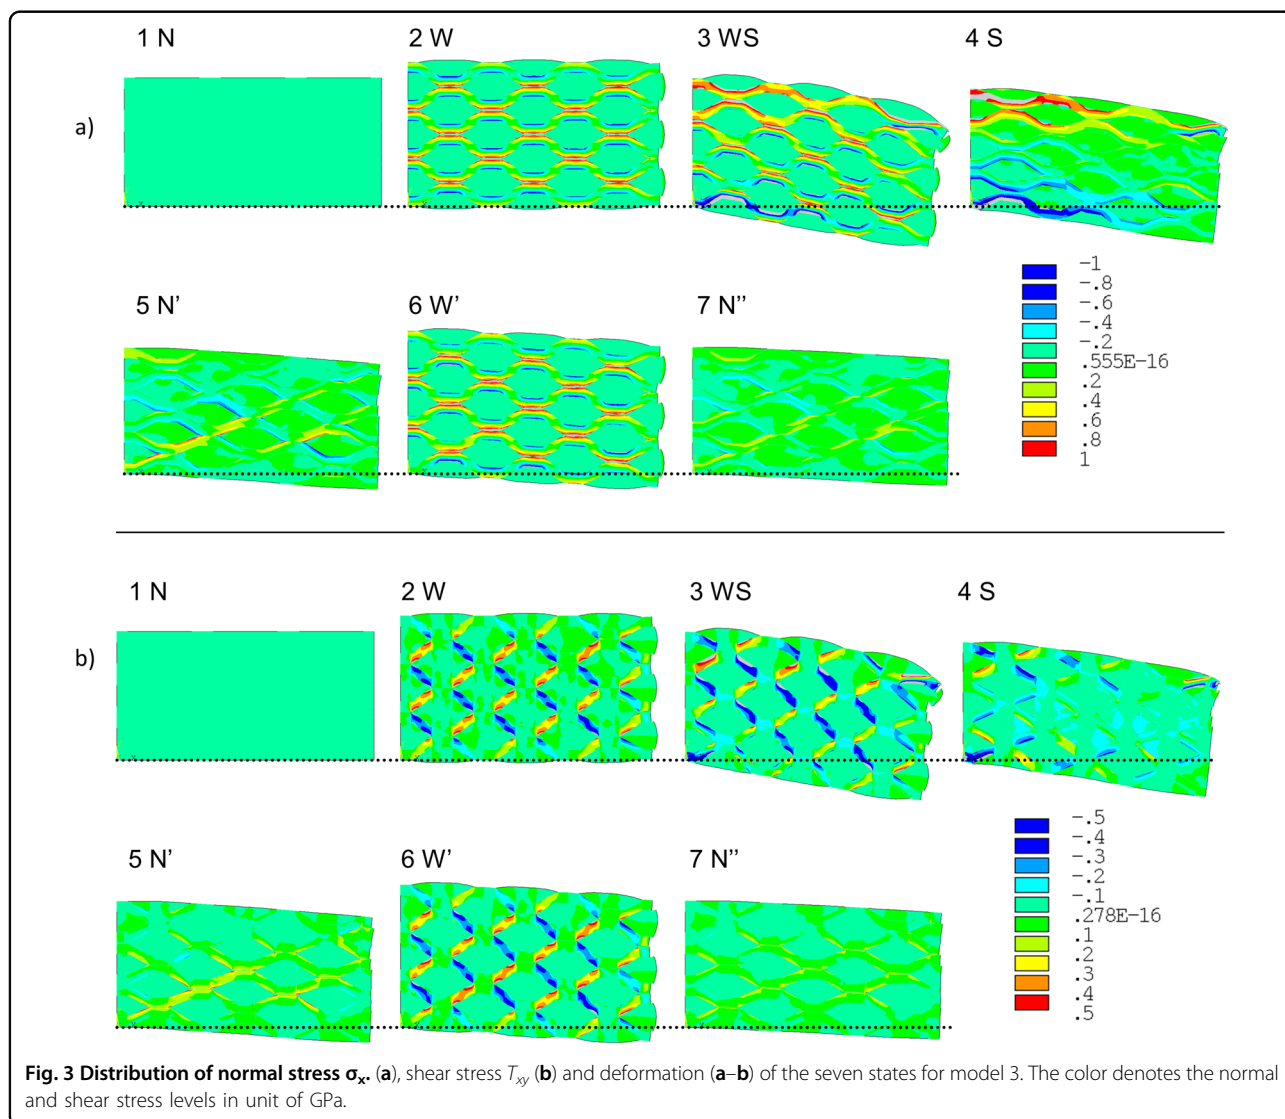 1 N 2 W 3 WS 4 S
a)
-1
-.8
-.6
-.4
-.2
.555E-16
.2
.4
.6
.8
1
5 N’ 6 W’ 7 N’’
1 N 2 W 3 WS 4 S
b)
-.5
-.4
-.3
-.2
-.1
.278E-16
.1
.2
.3
.4
.5
5 N’ 6 W’ 7 N’’
Fig. 3 Distribution of normal stress σx. (a), shear stress Txy (b) and deformation (a–b) of the seven states for model 3. The color denotes the normal
and shear stress levels in unit of GPa.